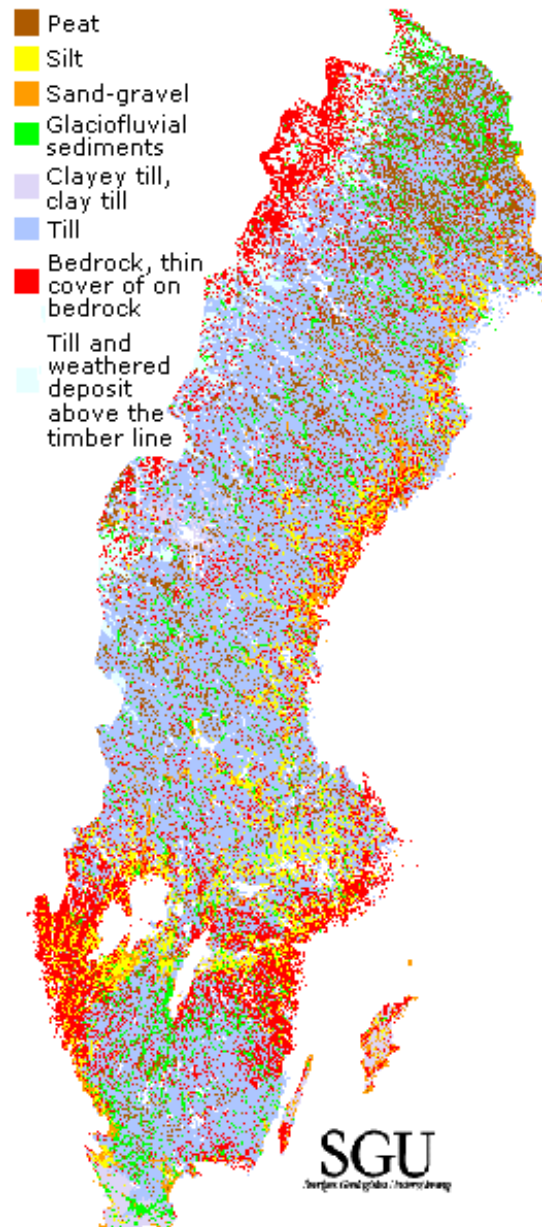 Peat
Silt
Sand-gravel
Glaciofluvial
sediments
Clayey till,
clay till
Till
Bedrock, thin
cover of on
bedrock
Till and
weathered
deposit
above the
timber line
SGU